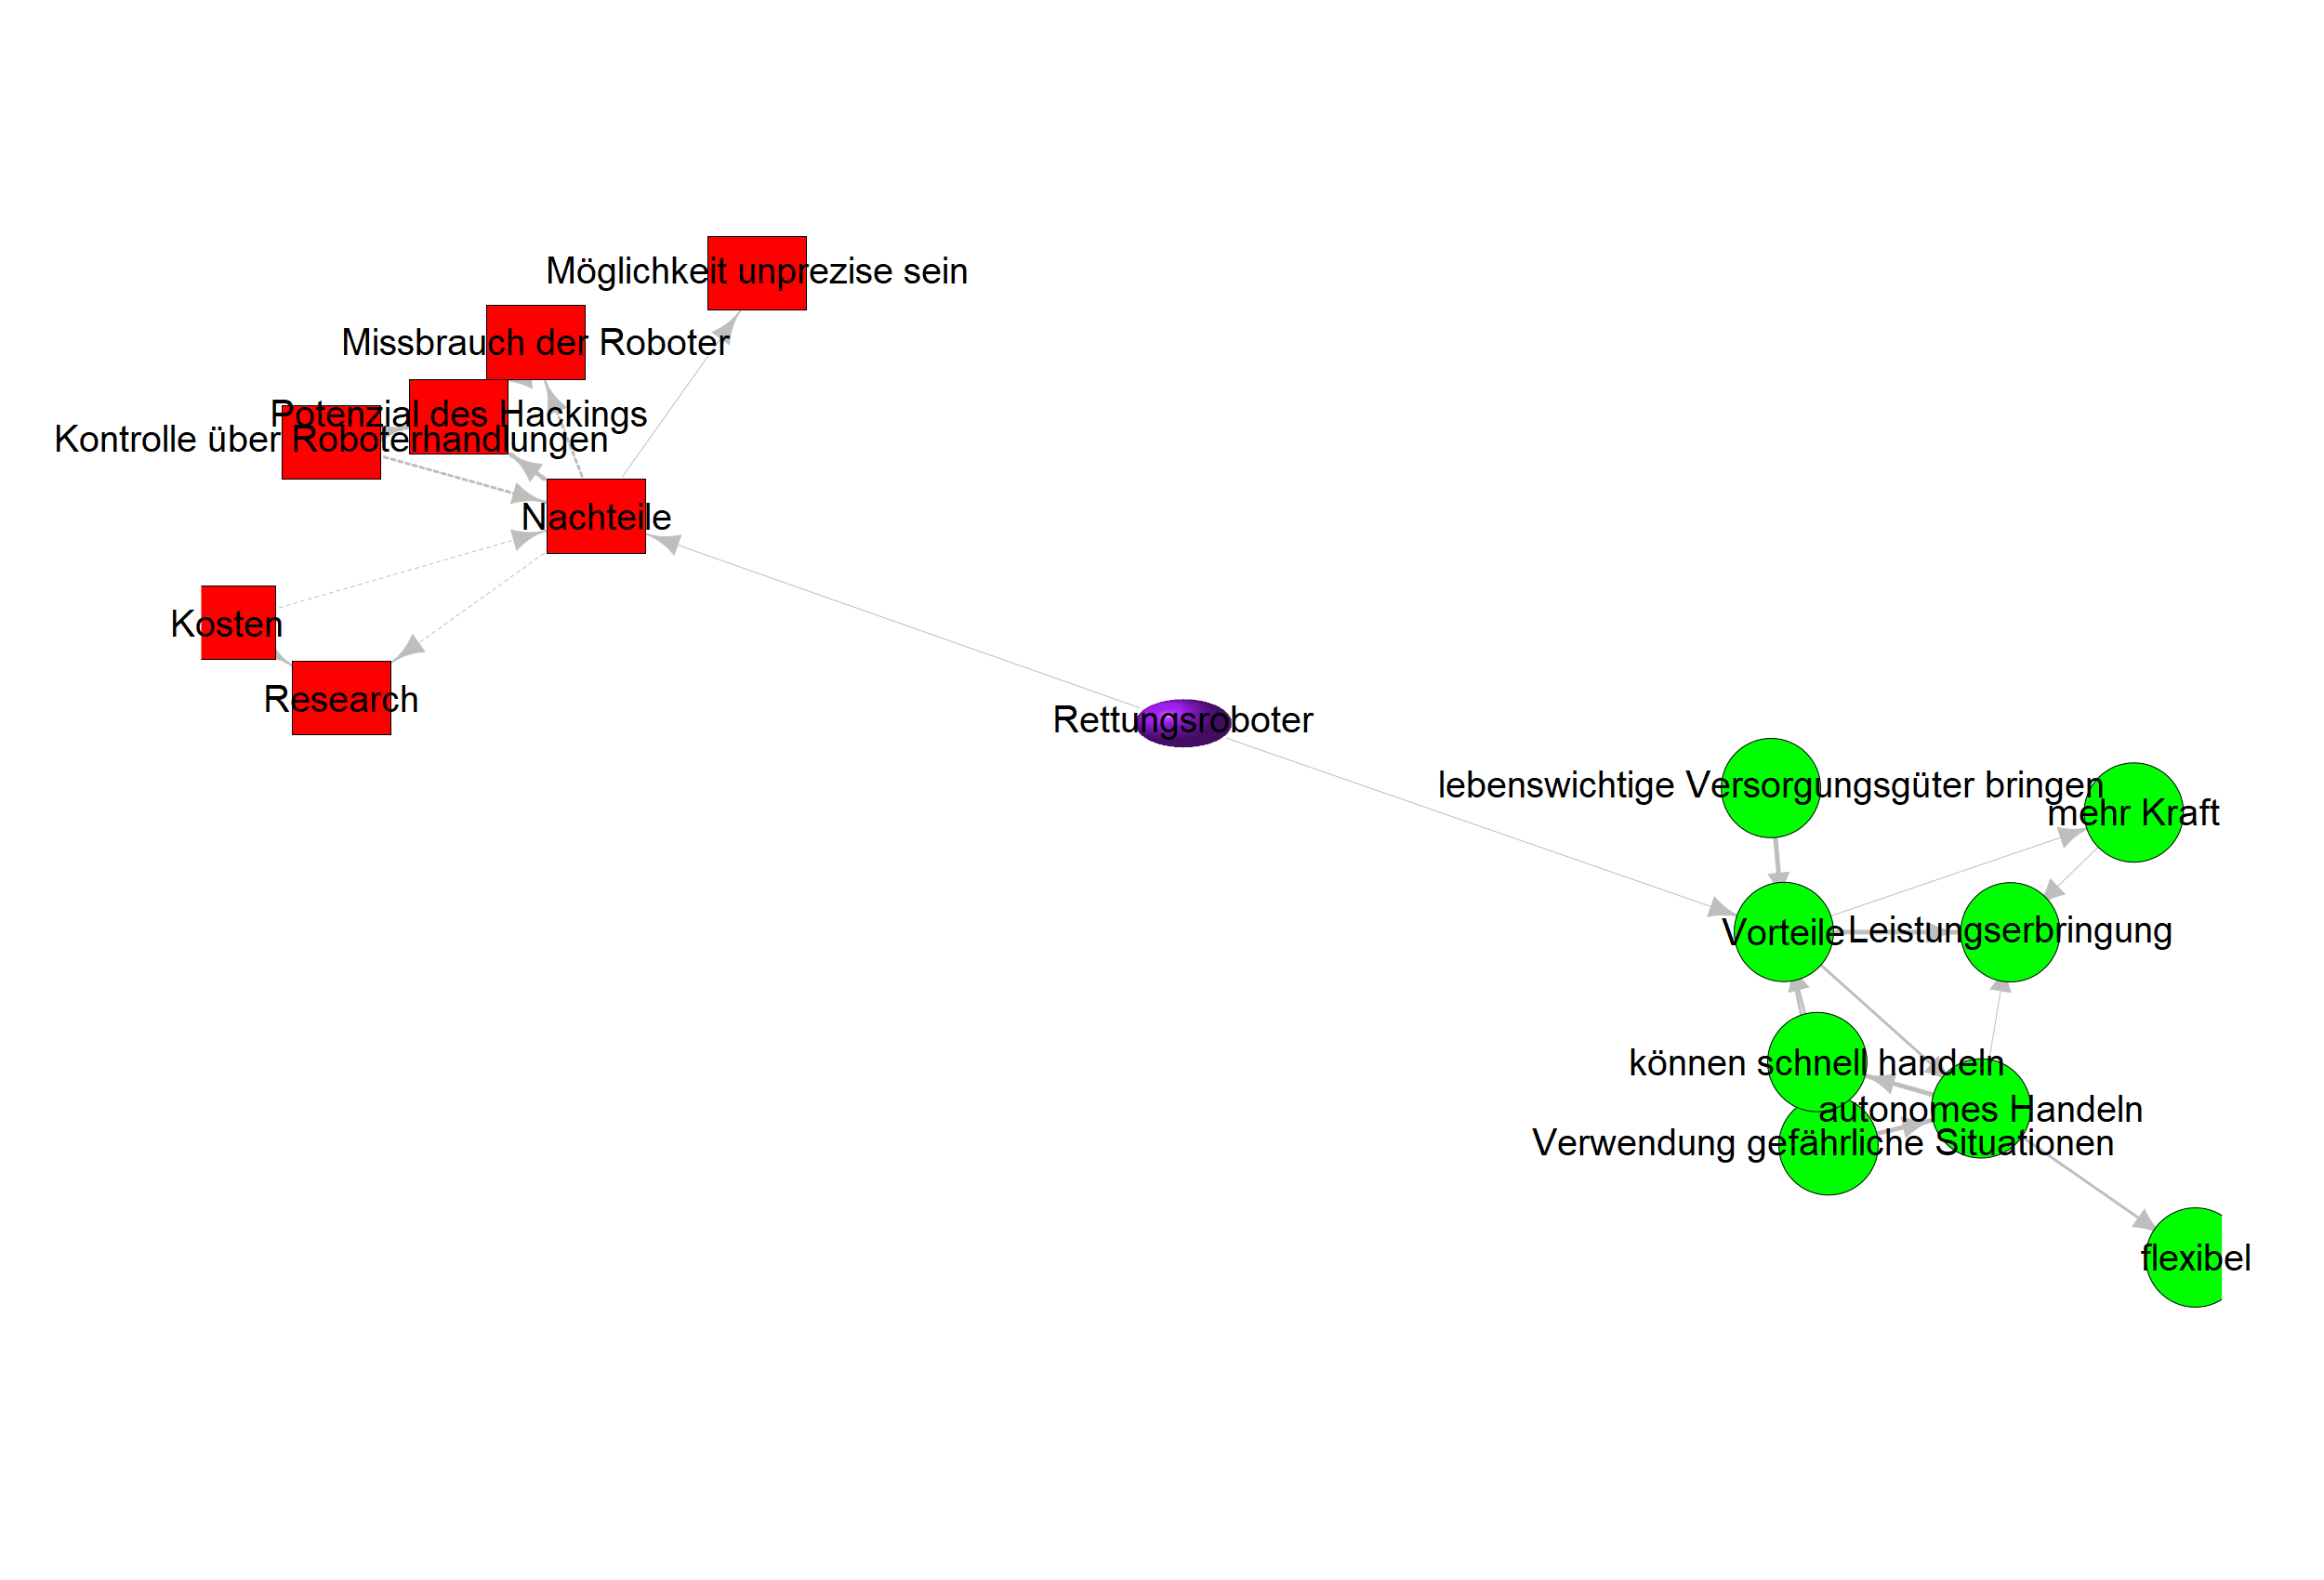 Möglichkeit unprezise sein
Missbrauch der Roboter
Potenzial des Hackings
Kontrolle über Roboterhandlungen
Nachteile
Kosten
Research
Rettungsroboter
lebenswichtige Versorgungsgüter bringen
mehr Kraft
Vorteile
Leistungserbringung
können schnell handeln
autonomes Handeln
Verwendung gefährliche Situationen
flexibel